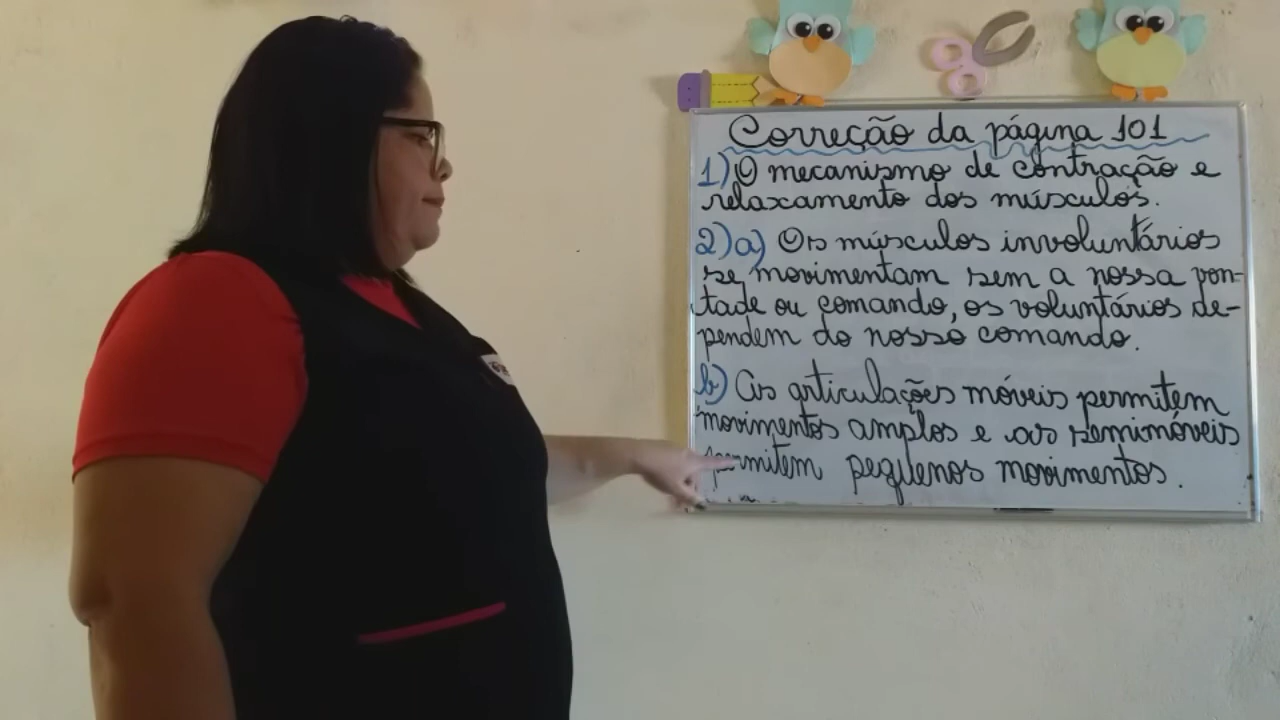 Correção da página 101
1) O mecanismo de contração e
relaxamento dos músculos.
2) a) Os músculos involuntários
se movimentam sem a nossa von-
tade ou comando, os voluntários de-
pendem do nosso comando.
b) As articulações móveis permitem
movimentos amplos e as semimóveis
permitem pequenos movimentos.